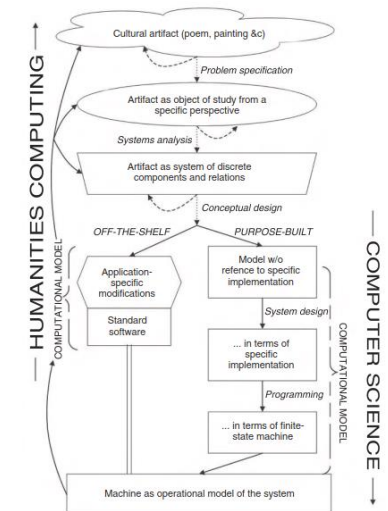 Cultural artifact (poem, painting &c)
Problem specification
Artifact as object of study from a
specific perspective
Systems analysis
Artifact as system of discrete
components and relations
Conceptual design
OFF-THE-SHELF
PURPOSE-BUILT
Application-
specific
modifications
Standard
software
Model w/o
refence to specific
implementation
System design
... in terms of
specific
implementation
Programming
... in terms of finite-
state machine
Machine as operational model of the system
HUMANITIES COMPUTING
COMPUTATIONAL MODEL
COMPUTATIONAL MODEL
COMPUTER SCIENCE